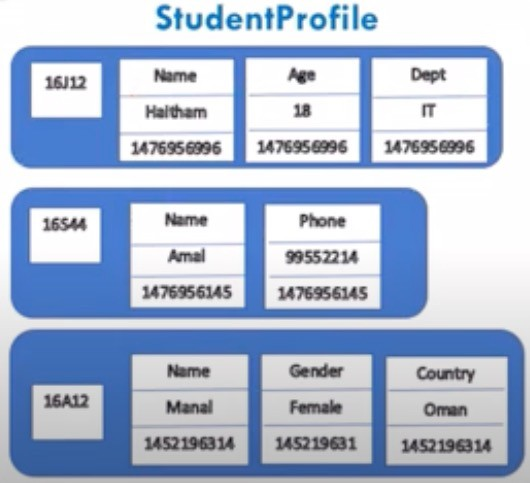 StudentProfile
16J12
Name Age Dept
Haitham 18 IT
1476956996 1476956996 1476956996
16S44
Name Phone
Amal 99552214
1476956145 1476956145
16A12
Name Gender Country
Manal Female Oman
1452196314 145219631 1452196314